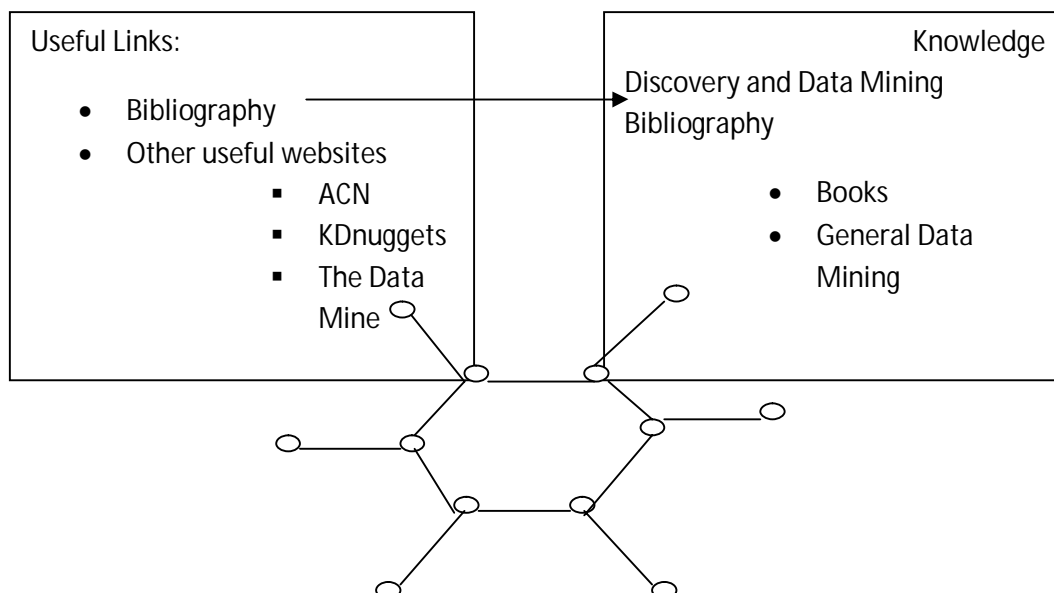 Useful Links:
• Bibliography
• Other useful websites
▪ ACN
▪ KDnuggets
▪ The Data
Mine
Knowledge
Discovery and Data Mining
Bibliography
• Books
• General Data
Mining